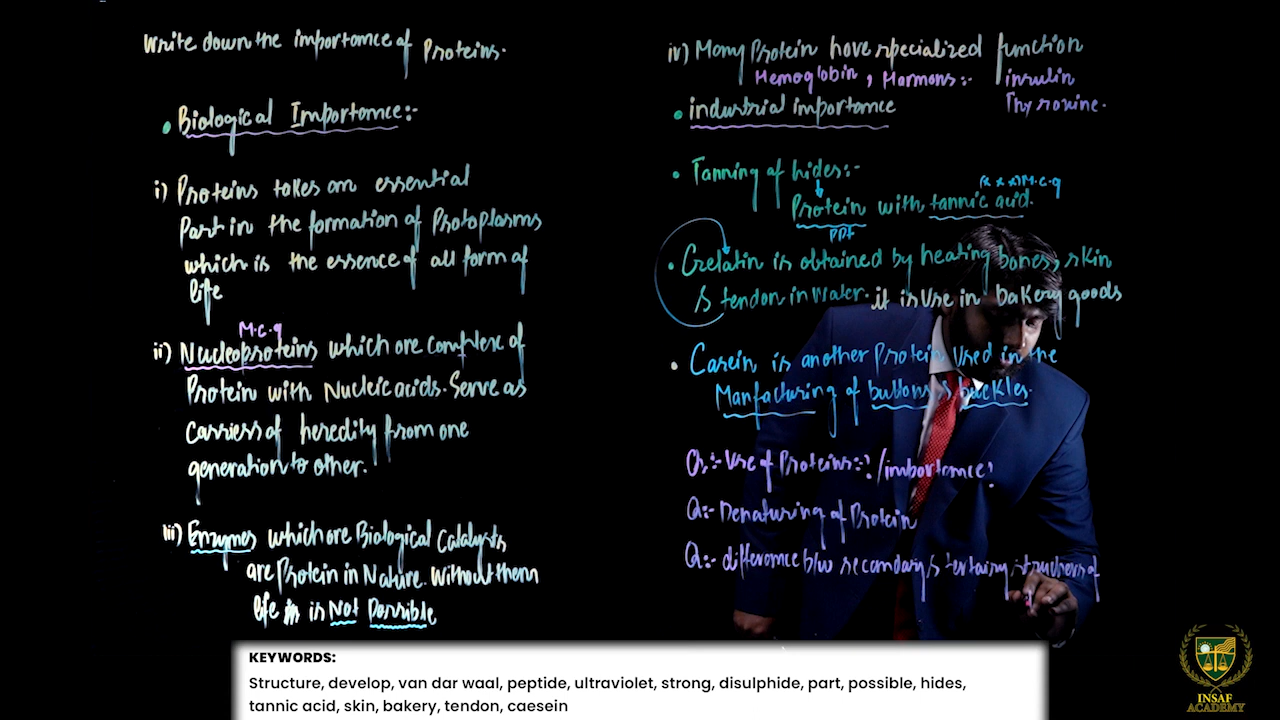 Write down the importance of Proteins.
• Biological Importance:-
i) Proteins takes an essential
Part in the formation of Protoplasms
which is the essence of all form of
life
M.c.q
ii) Nucleoproteins which are complexe of
Protein with Nucleic acids. Serve as
carriers of heredity from one
generation to other.
iii) Enzymes which are Biological Catalysts
are Protein in Nature. Without them
life is Not Possible
iv) Many Protein have specialized function
Hemoglobin, Harmons:- insulin
Thyroxine.
• industrial importance
• Tanning of hides:-
(x x x) M.c.q
Protein with tannic acid.
PPT
• Gelatin is obtained by heating bones, skin
& tendon in water. it is Use in bakery goods
• Casein is another Protein Used in the
Manfacturing of buttons & buckles.
Q:- Use of Proteins:? /importance?
Q:- Denaturing of Protein
Q:- difference b/w secondary & tertairy structuers of
KEYWORDS:
Structure, develop, van dar waal, peptide, ultraviolet, strong, disulphide, part, possible, hides,
tannic acid, skin, bakery, tendon, caesein
INSAF
ACADEMY